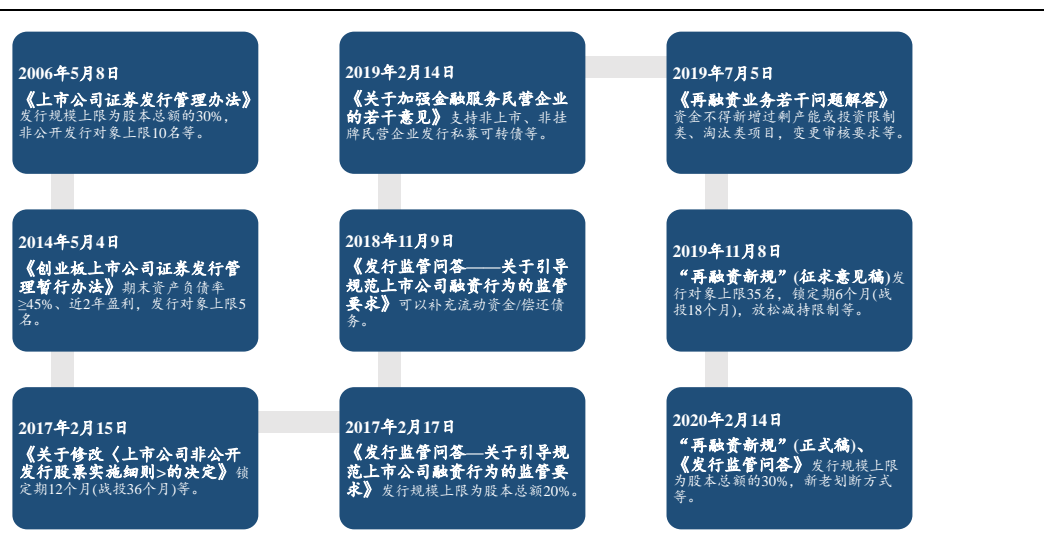 2006年5月8日
《上市公司证券发行管理办法》
发行规模上限为股本总额的30%，
非公开发行对象上限10名等。
2014年5月4日
《创业板上市公司证券发行管
理暂行办法》期末资产负债率
≥45%、近2年盈利，发行对象上限5
名。
2017年2月15日
《关于修改〈上市公司非公开
发行股票实施细则>的决定》锁
定期12个月(战投36个月)等。
2017年2月17日
《发行监管问答—关于引导规
范上市公司融资行为的监管要
求》发行规模上限为股本总额20%。
2018年11月9日
《发行监管问答——关于引导
规范上市公司融资行为的监管
要求》可以补充流动资金/偿还债
务。
2019年2月14日
《关于加强金融服务民营企业
的若干意见》支持非上市、非挂
牌民营企业发行私募可转债等。
2019年7月5日
《再融资业务若干问题解答》
资金不得新增过剩产能或投资限制
类、淘汰类项目，变更审核要求等。
2019年11月8日
“再融资新规”(征求意见稿)发
行对象上限35名，锁定期6个月(战
投18个月)，放松减持限制等。
2020年2月14日
“再融资新规”(正式稿)、
《发行监管问答》发行规模上限
为股本总额的30%，新老划断方式
等。